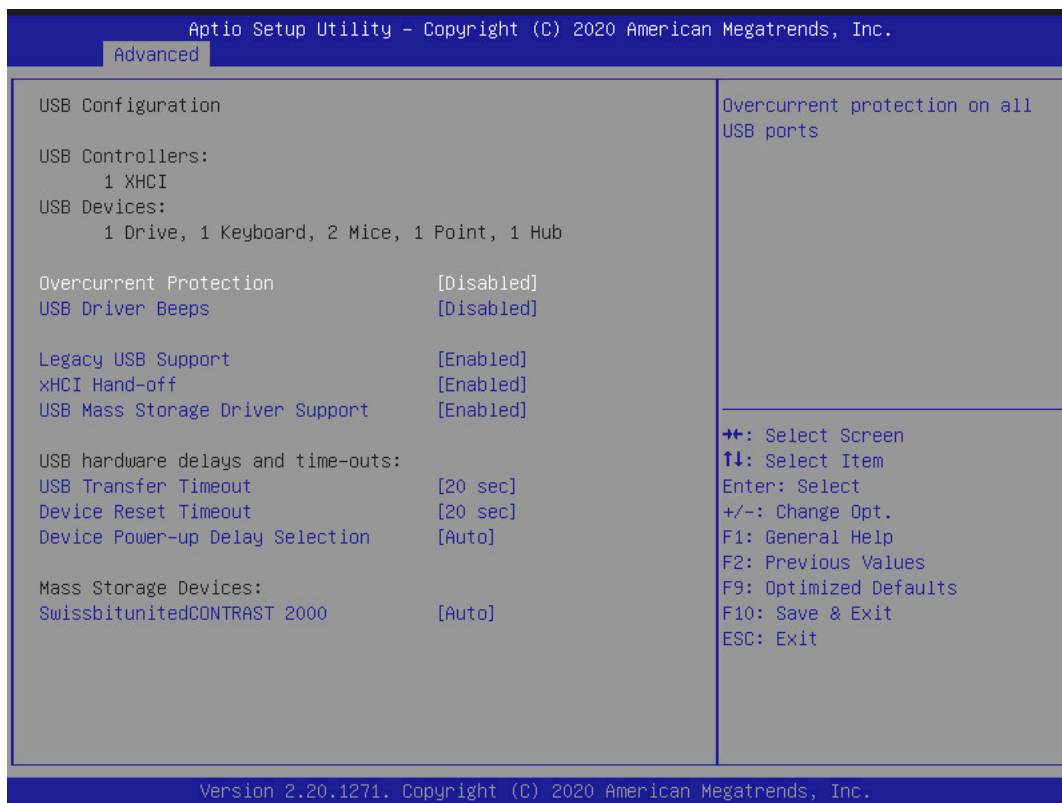 Aptio Setup Utility – Copyright (C) 2020 American Megatrends, Inc.
Advanced
USB Configuration
USB Controllers:
1 XHCI
USB Devices:
1 Drive, 1 Keyboard, 2 Mice, 1 Point, 1 Hub
Overcurrent Protection [Disabled]
USB Driver Beeps [Disabled]
Legacy USB Support [Enabled]
xHCI Hand-off [Enabled]
USB Mass Storage Driver Support [Enabled]
USB hardware delays and time-outs:
USB Transfer Timeout [20 sec]
Device Reset Timeout [20 sec]
Device Power-up Delay Selection [Auto]
Mass Storage Devices:
SwissbitunitedCONTRAST 2000 [Auto]
Overcurrent protection on all
USB ports
→←: Select Screen
↑↓: Select Item
Enter: Select
+/-: Change Opt.
F1: General Help
F2: Previous Values
F9: Optimized Defaults
F10: Save & Exit
ESC: Exit
Version 2.20.1271. Copyright (C) 2020 American Megatrends, Inc.